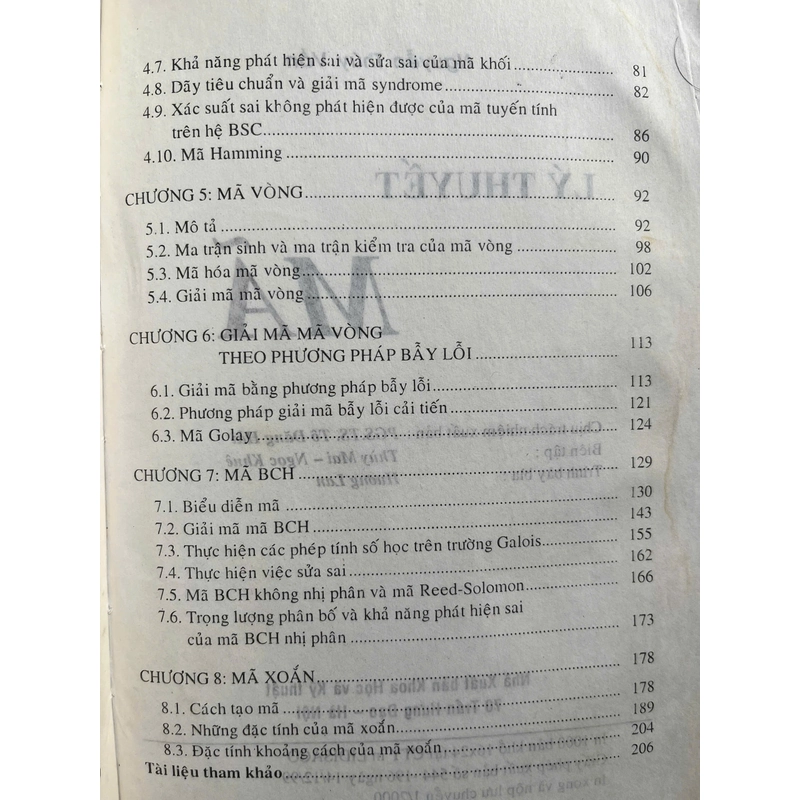 4.7. Khả năng phát hiện sai và sửa sai của mã khối 81
4.8. Dãy tiêu chuẩn và giải mã syndrome 82
4.9. Xác suất sai không phát hiện được của mã tuyến tính
trên hệ BSC 86
4.10. Mã Hamming 90
CHƯƠNG 5: MÃ VÒNG 92
5.1. Mô tả 92
5.2. Ma trận sinh và ma trận kiểm tra của mã vòng 98
5.3. Mã hóa mã vòng 102
5.4. Giải mã mã vòng 106
CHƯƠNG 6: GIẢI MÃ MÃ VÒNG
THEO PHƯƠNG PHÁP BẪY LỖI 113
6.1. Giải mã bằng phương pháp bẫy lỗi 113
6.2. Phương pháp giải mã bẫy lỗi cải tiến 121
6.3. Mã Golay 124
CHƯƠNG 7: MÃ BCH 129
7.1. Biểu diễn mã 130
7.2. Giải mã mã BCH 143
7.3. Thực hiện các phép tính số học trên trường Galois 155
7.4. Thực hiện việc sửa sai 162
7.5. Mã BCH không nhị phân và mã Reed-Solomon 166
7.6. Trọng lượng phân bố và khả năng phát hiện sai
của mã BCH nhị phân 173
CHƯƠNG 8: MÃ XOẮN 178
8.1. Cách tạo mã 178
8.2. Những đặc tính của mã xoắn 189
8.3. Đặc tính khoảng cách của mã xoắn 204
Tài liệu tham khảo 206
LÝ THUYẾT
MÃ